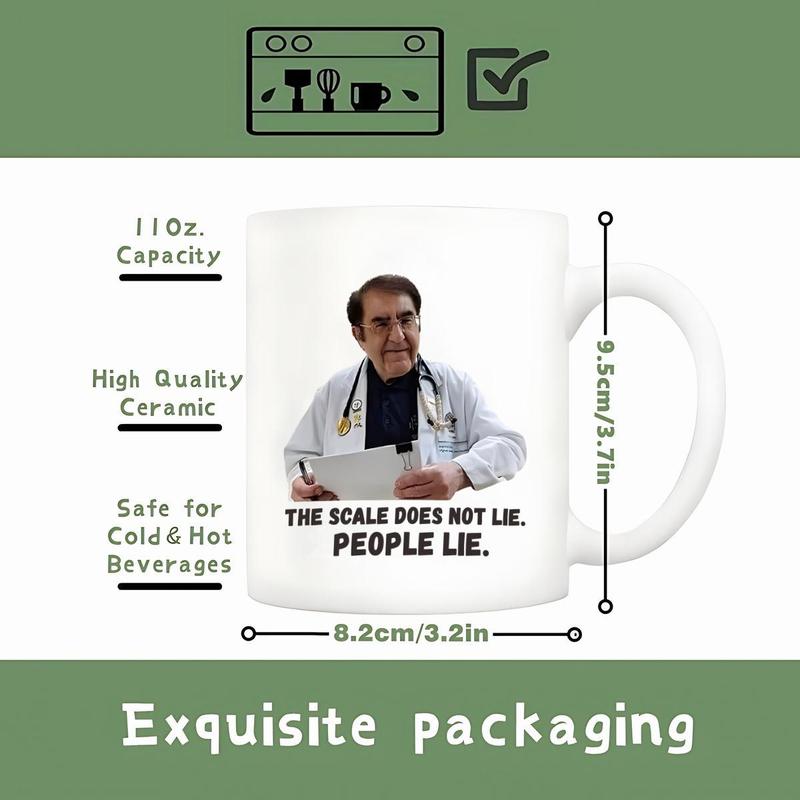 11Oz.
Capacity
High Quality
Ceramic
Safe for
Cold & Hot
Beverages
THE SCALE DOES NOT LIE.
PEOPLE LIE.
9.5cm/3.7in
8.2cm/3.2in
Exquisite packaging